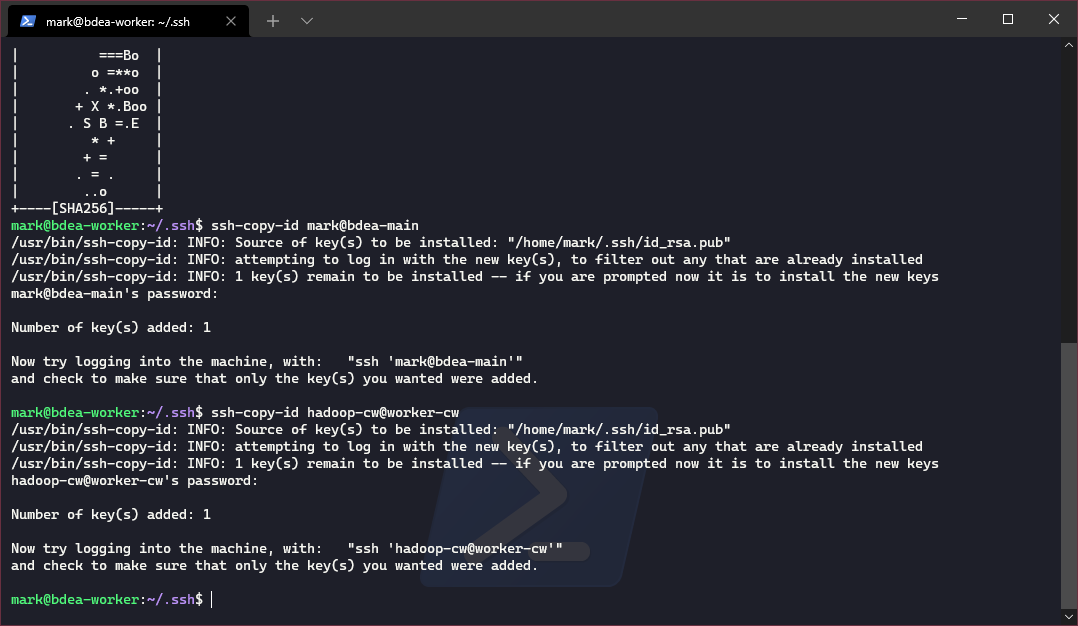 mark@bdea-worker: ~/.ssh
|          ===Bo  |
|         o =**o  |
|        . *.+oo  |
|       + X *.Boo |
|      . S B =.E  |
|         * +     |
|        + =      |
|       . = .     |
|        ..o      |
+----[SHA256]-----+
mark@bdea-worker:~/.ssh$ ssh-copy-id mark@bdea-main
/usr/bin/ssh-copy-id: INFO: Source of key(s) to be installed: "/home/mark/.ssh/id_rsa.pub"
/usr/bin/ssh-copy-id: INFO: attempting to log in with the new key(s), to filter out any that are already installed
/usr/bin/ssh-copy-id: INFO: 1 key(s) remain to be installed -- if you are prompted now it is to install the new keys
mark@bdea-main's password:

Number of key(s) added: 1

Now try logging into the machine, with:   "ssh 'mark@bdea-main'"
and check to make sure that only the key(s) you wanted were added.

mark@bdea-worker:~/.ssh$ ssh-copy-id hadoop-cw@worker-cw
/usr/bin/ssh-copy-id: INFO: Source of key(s) to be installed: "/home/mark/.ssh/id_rsa.pub"
/usr/bin/ssh-copy-id: INFO: attempting to log in with the new key(s), to filter out any that are already installed
/usr/bin/ssh-copy-id: INFO: 1 key(s) remain to be installed -- if you are prompted now it is to install the new keys
hadoop-cw@worker-cw's password:

Number of key(s) added: 1

Now try logging into the machine, with:   "ssh 'hadoop-cw@worker-cw'"
and check to make sure that only the key(s) you wanted were added.

mark@bdea-worker:~/.ssh$